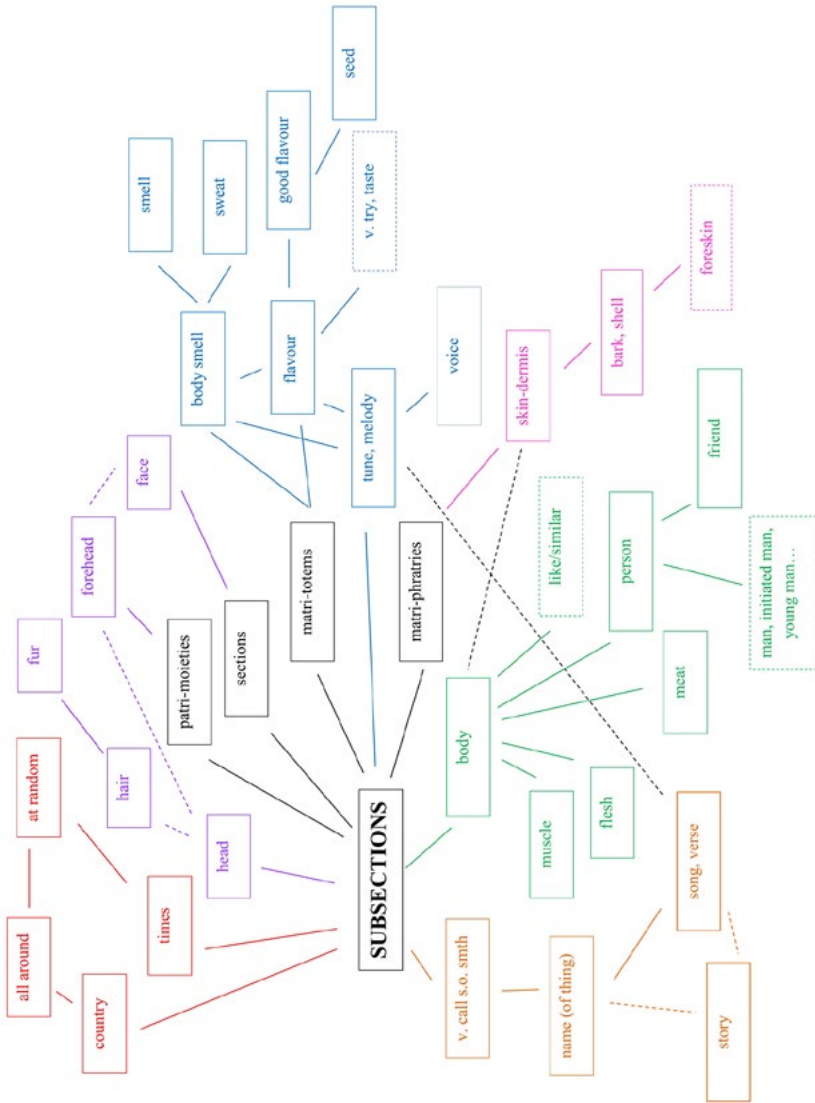 all around
at random
country
times
fur
hair
head
forehead
face
patri-moieties
sections
SUBSECTIONS
matri-totems
matri-phratries
body smell
smell
sweat
flavour
good flavour
seed
v. try, taste
tune, melody
voice
skin-dermis
bark, shell
foreskin
body
like/similar
person
friend
man, initiated man,
young man…
meat
flesh
muscle
v. call s.o. smth
name (of thing)
song, verse
story